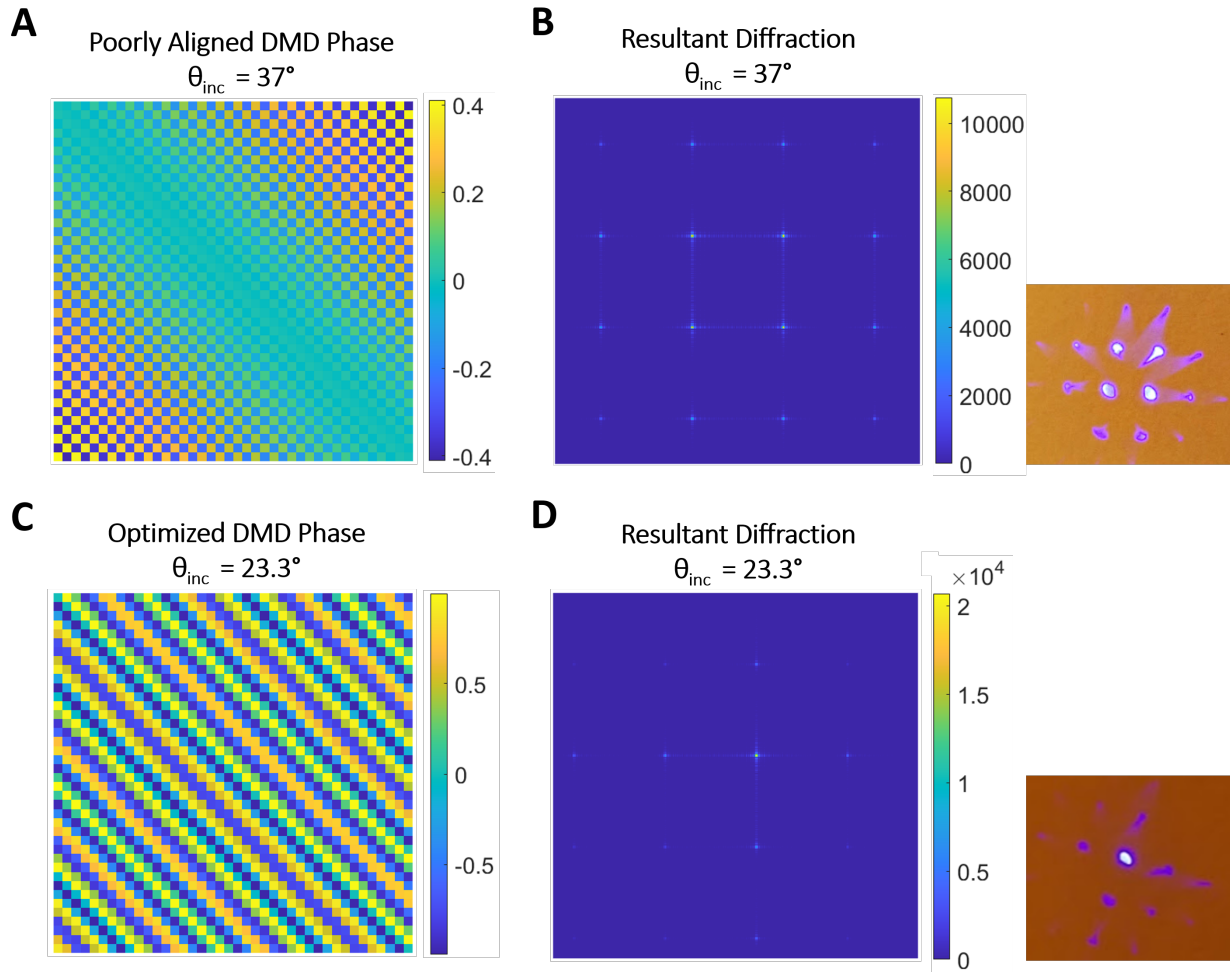 A
Poorly Aligned DMD Phase
θinc = 37°
0.4
0.2
0
-0.2
-0.4
B
Resultant Diffraction
θinc = 37°
10000
8000
6000
4000
2000
0
C
Optimized DMD Phase
θinc = 23.3°
0.5
0
-0.5
D
Resultant Diffraction
θinc = 23.3°
×10⁴
2
1.5
1
0.5
0